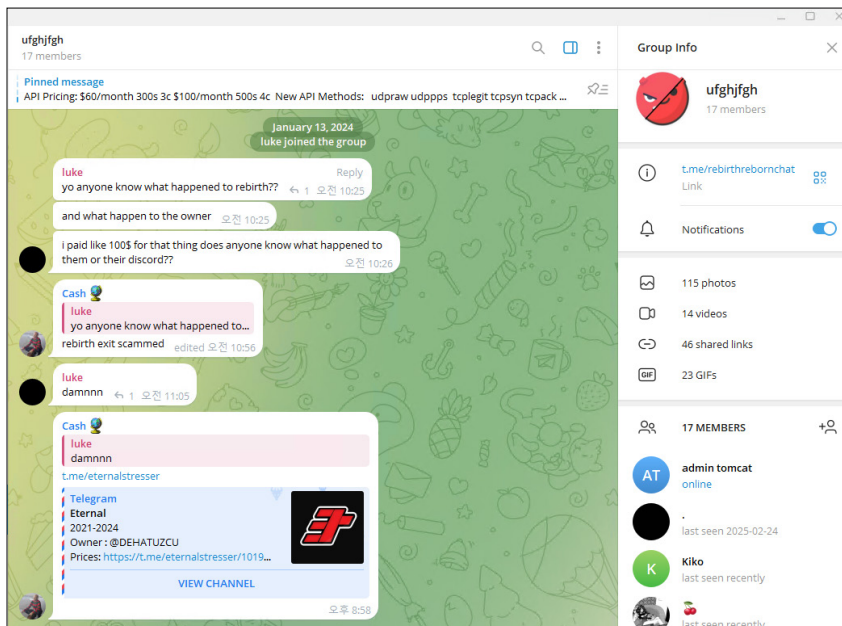 ufghjfgh
17 members
Pinned message
API Pricing: $60/month 300s 3c $100/month 500s 4c New API Methods: udpraw udppps tcplegit tcpsyn tcpack ...
January 13, 2024
luke joined the group
luke
Reply
yo anyone know what happened to rebirth??
1 오전 10:25
and what happen to the owner 오전 10:25
i paid like 100$ for that thing does anyone know what happened to
them or their discord??
오전 10:26
Cash
luke
yo anyone know what happened to...
rebirth exit scammed edited 오전 10:56
luke
damnnn 1 오전 11:05
Cash
luke
damnnn
t.me/eternalstresser
Telegram
Eternal
2021-2024
Owner : @DEHATUZCU
Prices: https://t.me/eternalstresser/1019...
VIEW CHANNEL
오후 8:58
Group Info
ufghjfgh
17 members
t.me/rebirthrebornchat
Link
Notifications
115 photos
14 videos
46 shared links
GIF
23 GIFs
17 MEMBERS
AT
admin tomcat
online
.
last seen 2025-02-24
K
Kiko
last seen recently
last seen recently